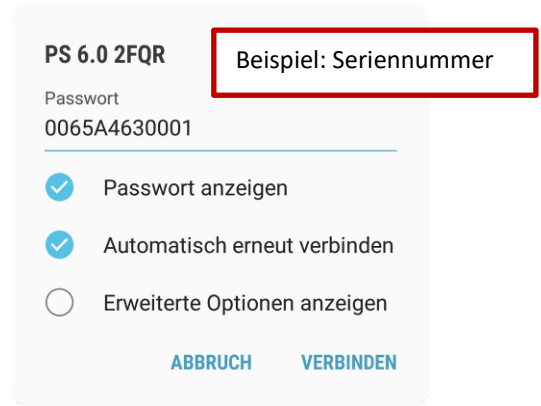 PS 6.0 2FQR
Beispiel: Seriennummer
Passwort
0065A4630001
Passwort anzeigen
Automatisch erneut verbinden
Erweiterte Optionen anzeigen
ABBRUCH VERBINDEN